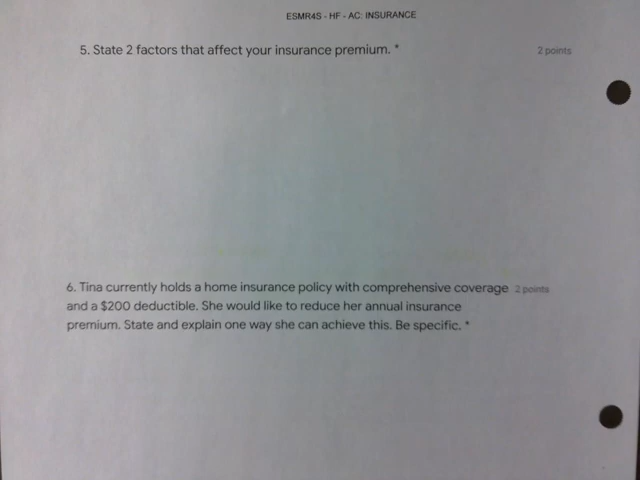 ESMR4S - HF - AC: INSURANCE
5. State 2 factors that affect your insurance premium. * 2 points
6. Tina currently holds a home insurance policy with comprehensive coverage 2 points
and a $200 deductible. She would like to reduce her annual insurance
premium. State and explain one way she can achieve this. Be specific. *